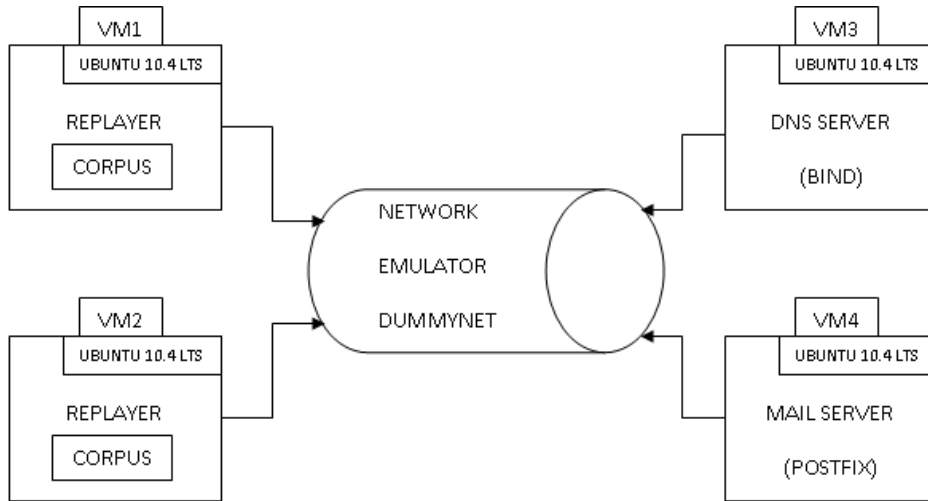 VM1
UBUNTU 10.4 LTS
REPLAYER
CORPUS
VM3
UBUNTU 10.4 LTS
DNS SERVER
(BIND)
NETWORK
EMULATOR
DUMMYNET
VM2
UBUNTU 10.4 LTS
REPLAYER
CORPUS
VM4
UBUNTU 10.4 LTS
MAIL SERVER
(POSTFIX)